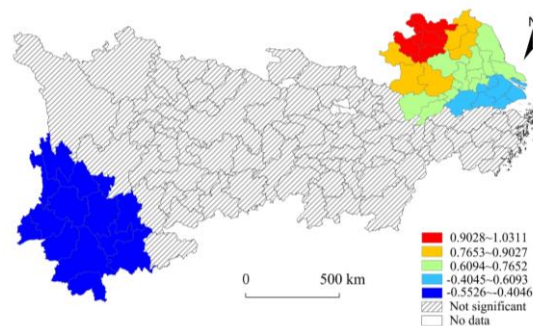 N
0.9028~1.0311
0.7653~0.9027
0.6094~0.7652
-0.4045~0.6093
-0.5526~-0.4046
Not significant
No data
0 500 km